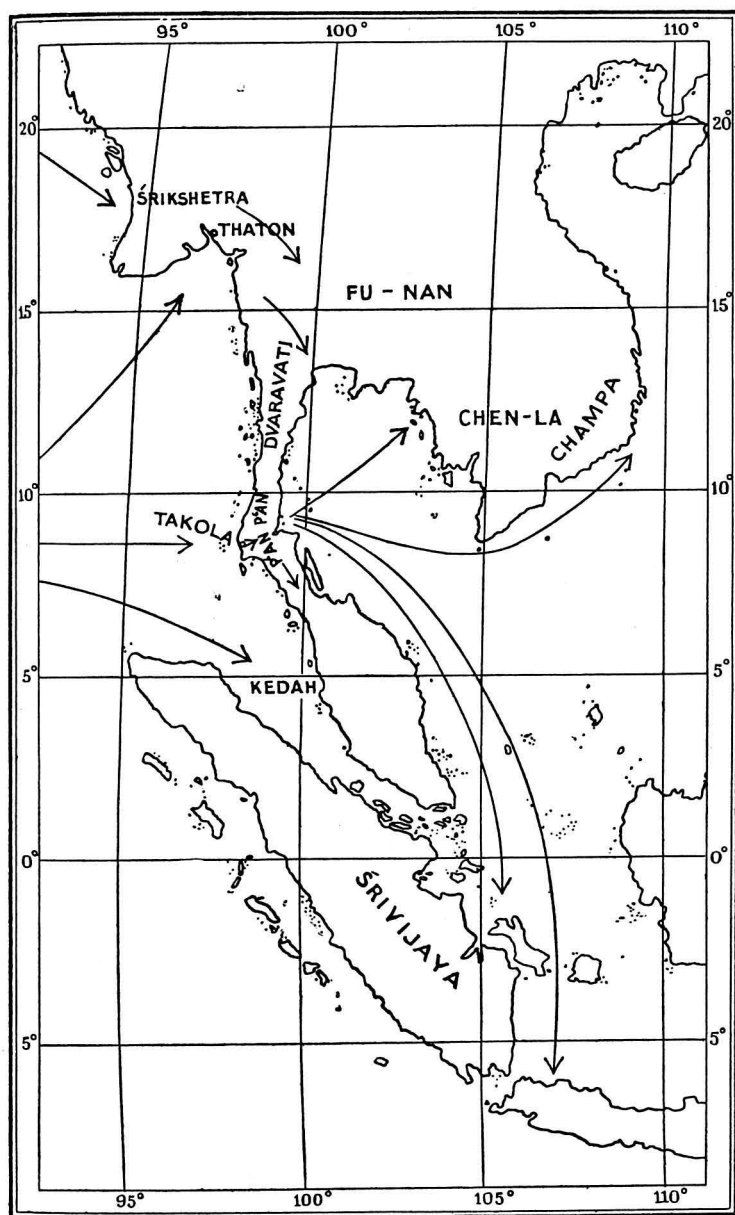 95° 100° 105° 110°
20° 20°
ŚRIKSHETRA
THATON
FU - NAN
15° 15°
DVARAVATI
CHEN-LA
CHAMPA
10° 10°
TAKOLA
P'AN P'AN
5° 5°
KEDAH
0° 0°
ŚRIVIJAYA
5° 5°
95° 100° 105° 110°